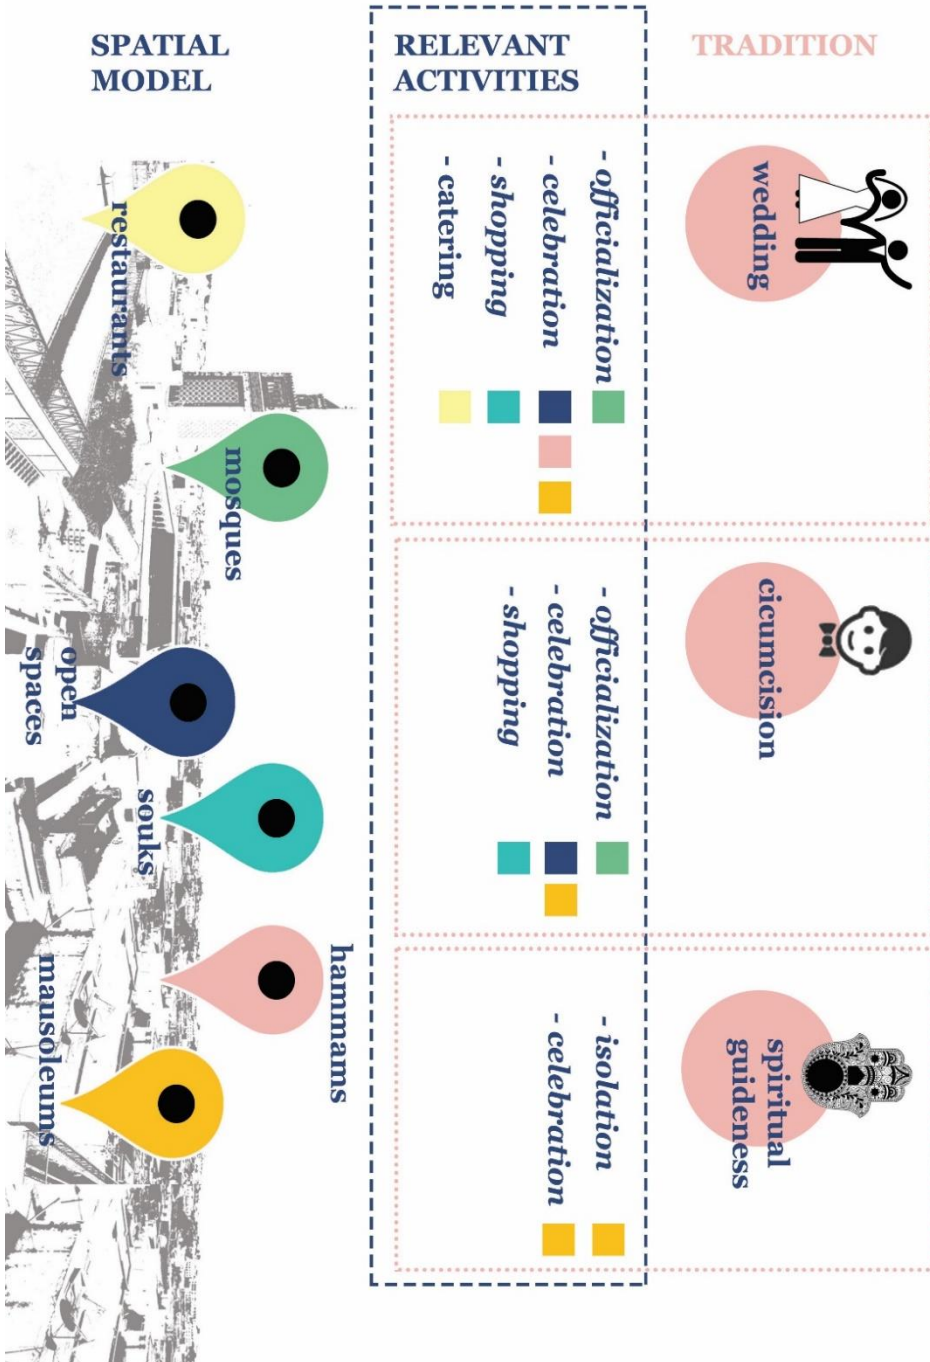 SPATIAL
MODEL
RELEVANT
ACTIVITIES
TRADITION
wedding
- officialization
- celebration
- shopping
- catering
cicumcision
- officialization
- celebration
- shopping
spiritual
guideness
- isolation
- celebration
restaurants
mosques
open
spaces
souks
hammams
mausoleums